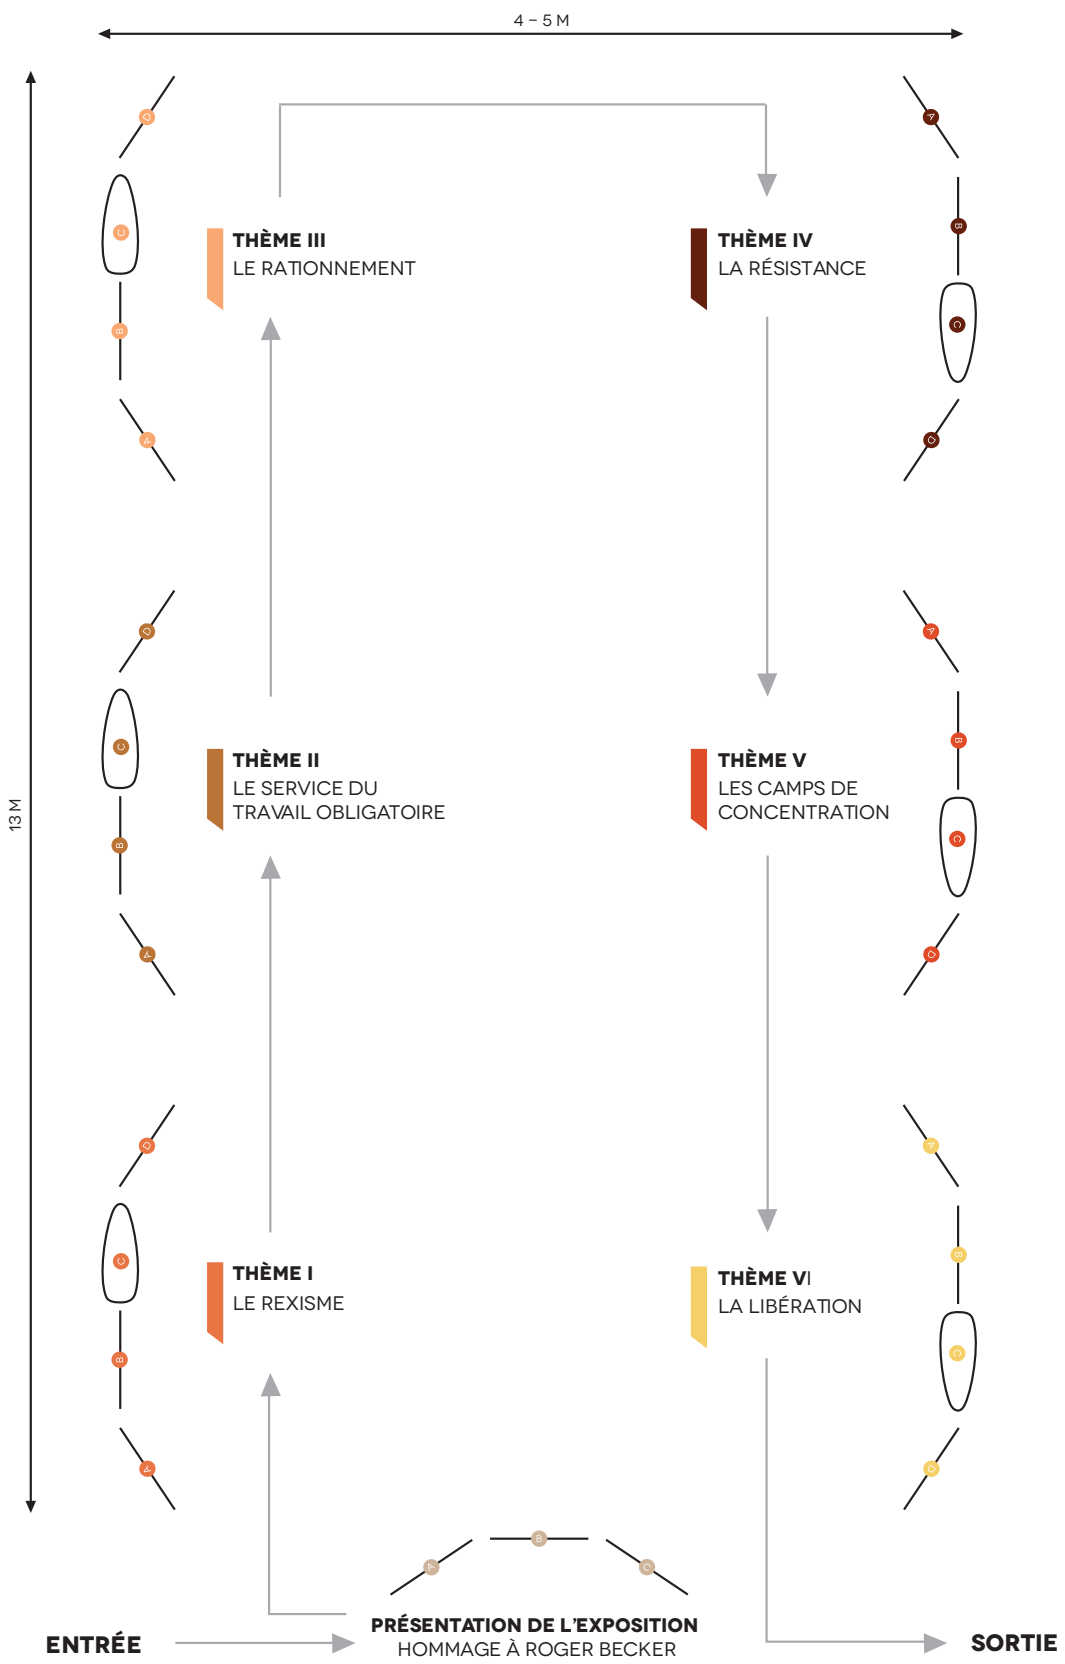 4 – 5 M
13 M
D
C
B
A
THÈME III
LE RATIONNEMENT
THÈME IV
LA RÉSISTANCE
A
B
C
D
D
C
B
A
THÈME II
LE SERVICE DU
TRAVAIL OBLIGATOIRE
THÈME V
LES CAMPS DE
CONCENTRATION
A
B
C
D
D
C
B
A
THÈME I
LE REXISME
THÈME VI
LA LIBÉRATION
A
B
C
D
A
B
C
PRÉSENTATION DE L’EXPOSITION
HOMMAGE À ROGER BECKER
ENTRÉE
SORTIE